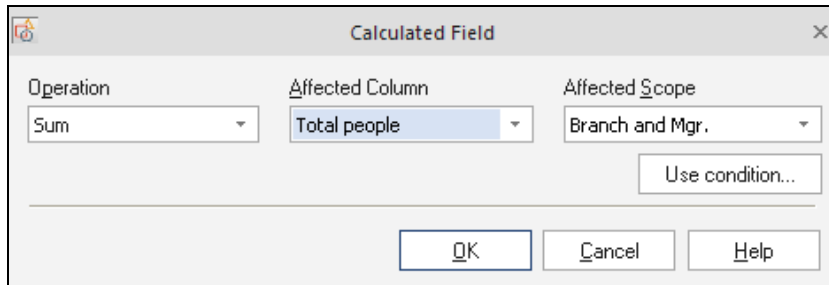 Calculated Field
Operation Affected Column Affected Scope
Sum Total people Branch and Mgr.
Use condition...
OK Cancel Help